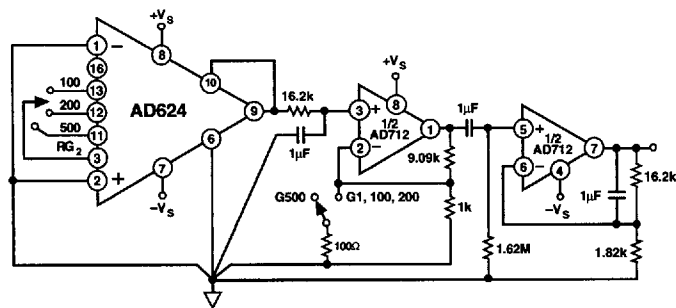 +VS
1
–
8
16
10
100
13
AD624
9
16.2k
200
12
500
11
6
RG2
3
7
2
+
–VS
1µF
+VS
3
+
8
1/2
AD712
1
2
–
1µF
9.09k
G500
G1, 100, 200
1k
100Ω
1.62M
5
+
1/2
AD712
7
6
–
4
–VS
1µF
16.2k
1.82k